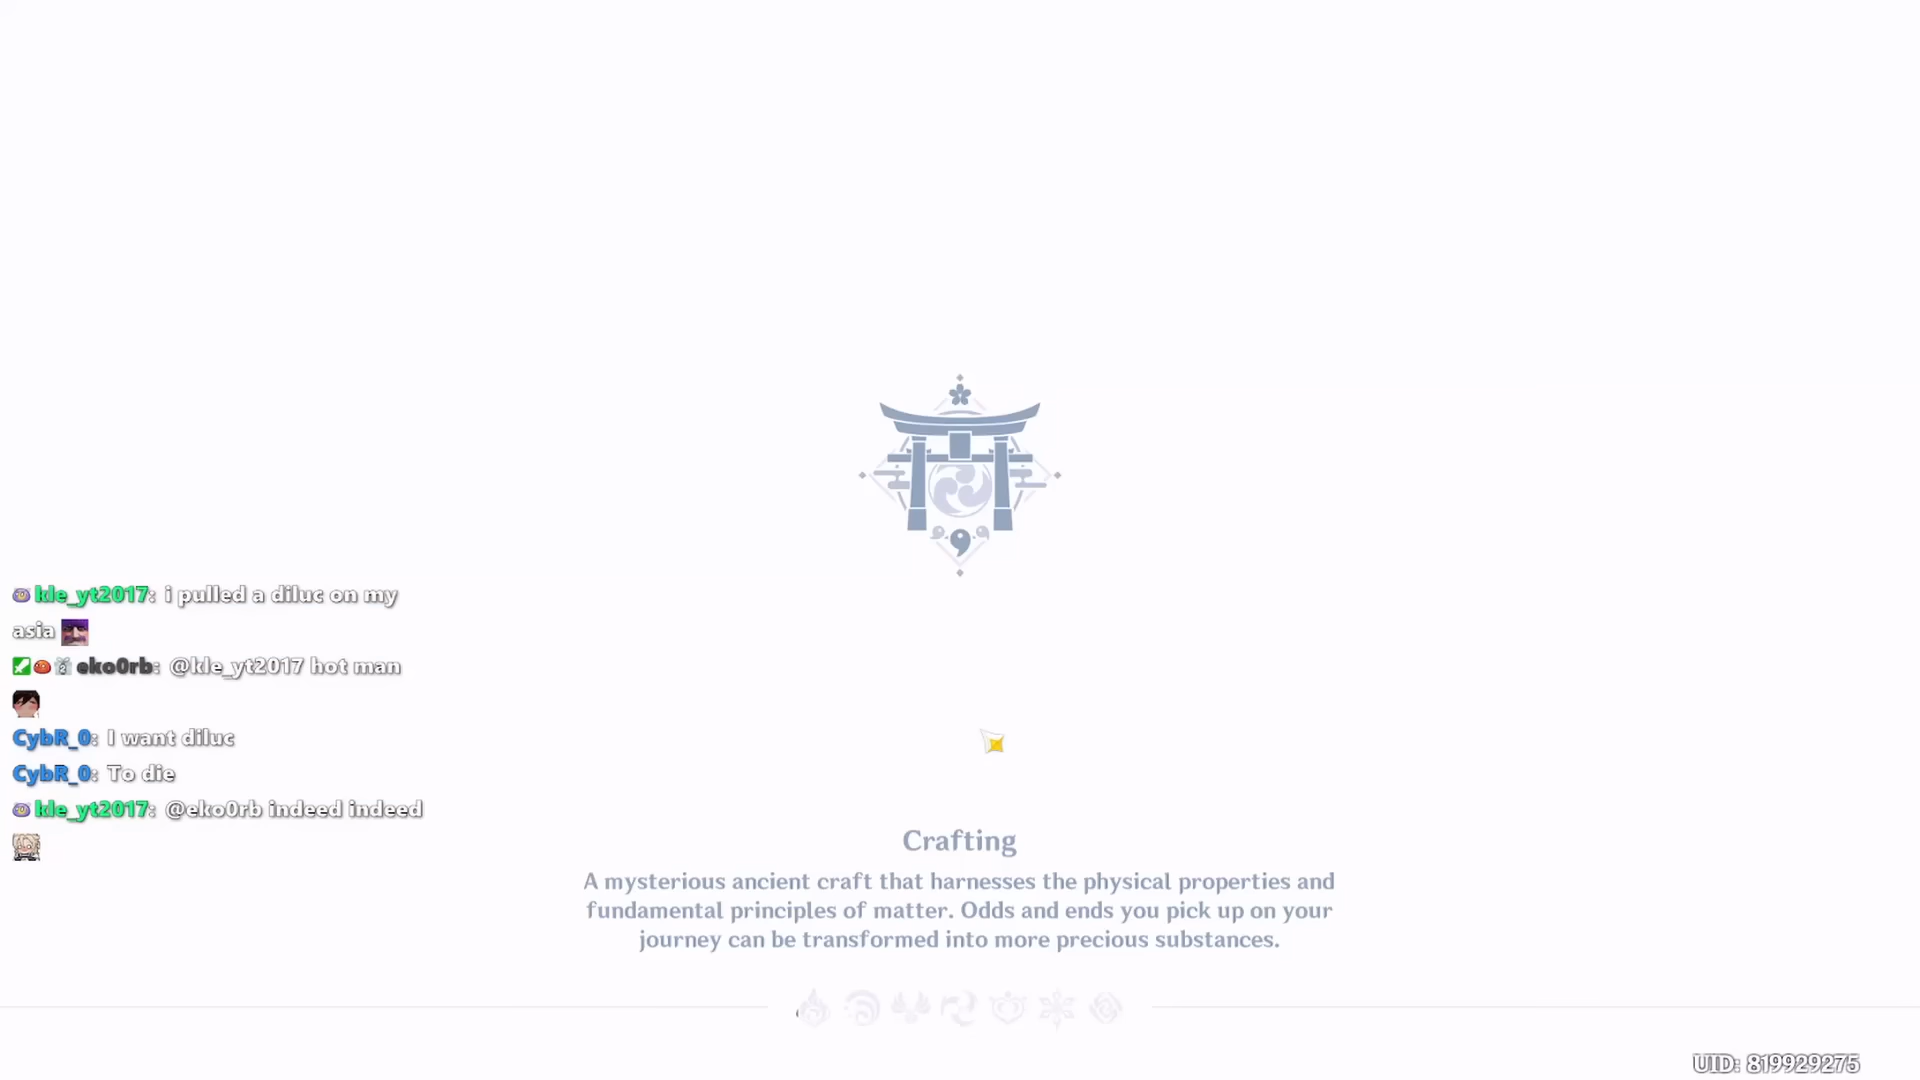 kle_yt2017: i pulled a diluc on my
asia
eko0rb: @kle_yt2017 hot man
CybR_0: I want diluc
CybR_0: To die
kle_yt2017: @eko0rb indeed indeed
Crafting
A mysterious ancient craft that harnesses the physical properties and
fundamental principles of matter. Odds and ends you pick up on your
journey can be transformed into more precious substances.
UID: 819929275